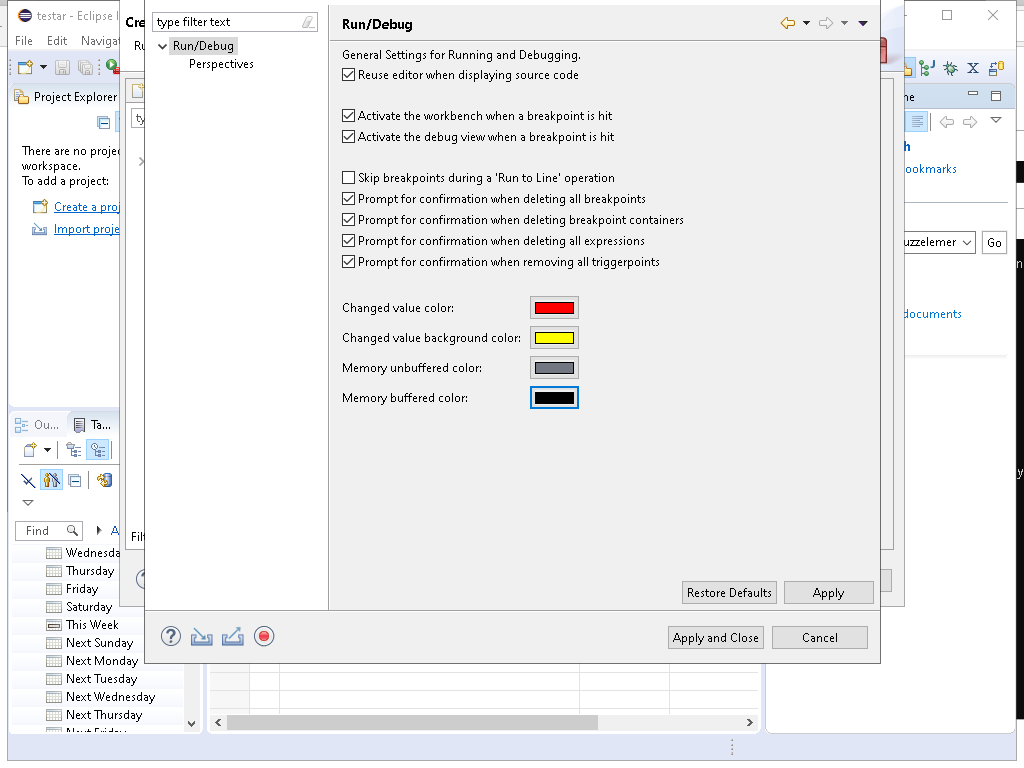 testar - Eclipse I
File Edit Navigat
Project Explorer
There are no projec
workspace.
To add a project:
Create a proj
Import proje
Ou...
Ta...
Find
Wednesda
Thursday
Friday
Saturday
This Week
Next Sunday
Next Monday
Next Tuesday
Next Wednesday
Next Thursday
Next Friday
Cre
Ru
ty
Filt
type filter text
Run/Debug
Perspectives
Run/Debug
General Settings for Running and Debugging.
Reuse editor when displaying source code
Activate the workbench when a breakpoint is hit
Activate the debug view when a breakpoint is hit
Skip breakpoints during a 'Run to Line' operation
Prompt for confirmation when deleting all breakpoints
Prompt for confirmation when deleting breakpoint containers
Prompt for confirmation when deleting all expressions
Prompt for confirmation when removing all triggerpoints
Changed value color:
Changed value background color:
Memory unbuffered color:
Memory buffered color:
Restore Defaults Apply
Apply and Close Cancel
ne
h
ookmarks
uzzelemer
Go
documents